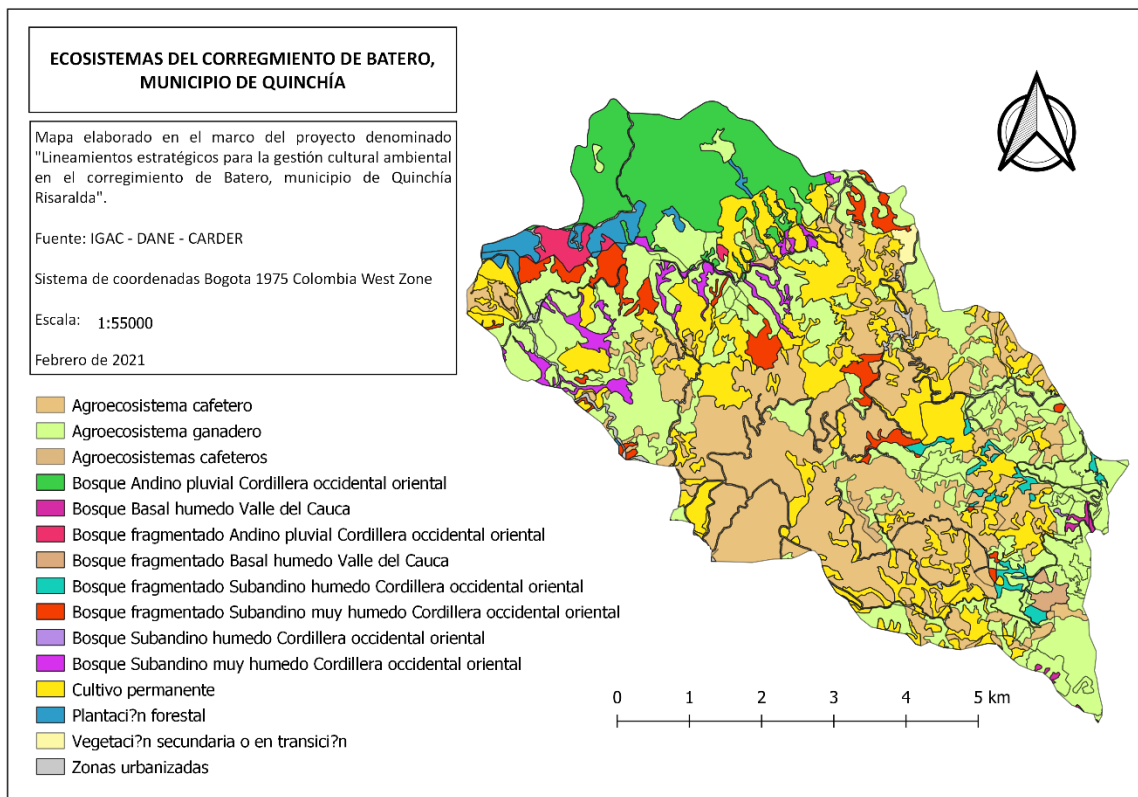 ECOSISTEMAS DEL CORREGMIENTO DE BATERO,
MUNICIPIO DE QUINCHÍA
Mapa elaborado en el marco del proyecto denominado
"Lineamientos estratégicos para la gestión cultural ambiental
en el corregimiento de Batero, municipio de Quinchía
Risaralda".
Fuente: IGAC - DANE - CARDER
Sistema de coordenadas Bogota 1975 Colombia West Zone
Escala: 1:55000
Febrero de 2021
Agroecosistema cafetero
Agroecosistema ganadero
Agroecosistemas cafeteros
Bosque Andino pluvial Cordillera occidental oriental
Bosque Basal humedo Valle del Cauca
Bosque fragmentado Andino pluvial Cordillera occidental oriental
Bosque fragmentado Basal humedo Valle del Cauca
Bosque fragmentado Subandino humedo Cordillera occidental oriental
Bosque fragmentado Subandino muy humedo Cordillera occidental oriental
Bosque Subandino humedo Cordillera occidental oriental
Bosque Subandino muy humedo Cordillera occidental oriental
Cultivo permanente
Plantaci?n forestal
Vegetaci?n secundaria o en transici?n
Zonas urbanizadas
0 1 2 3 4 5 km